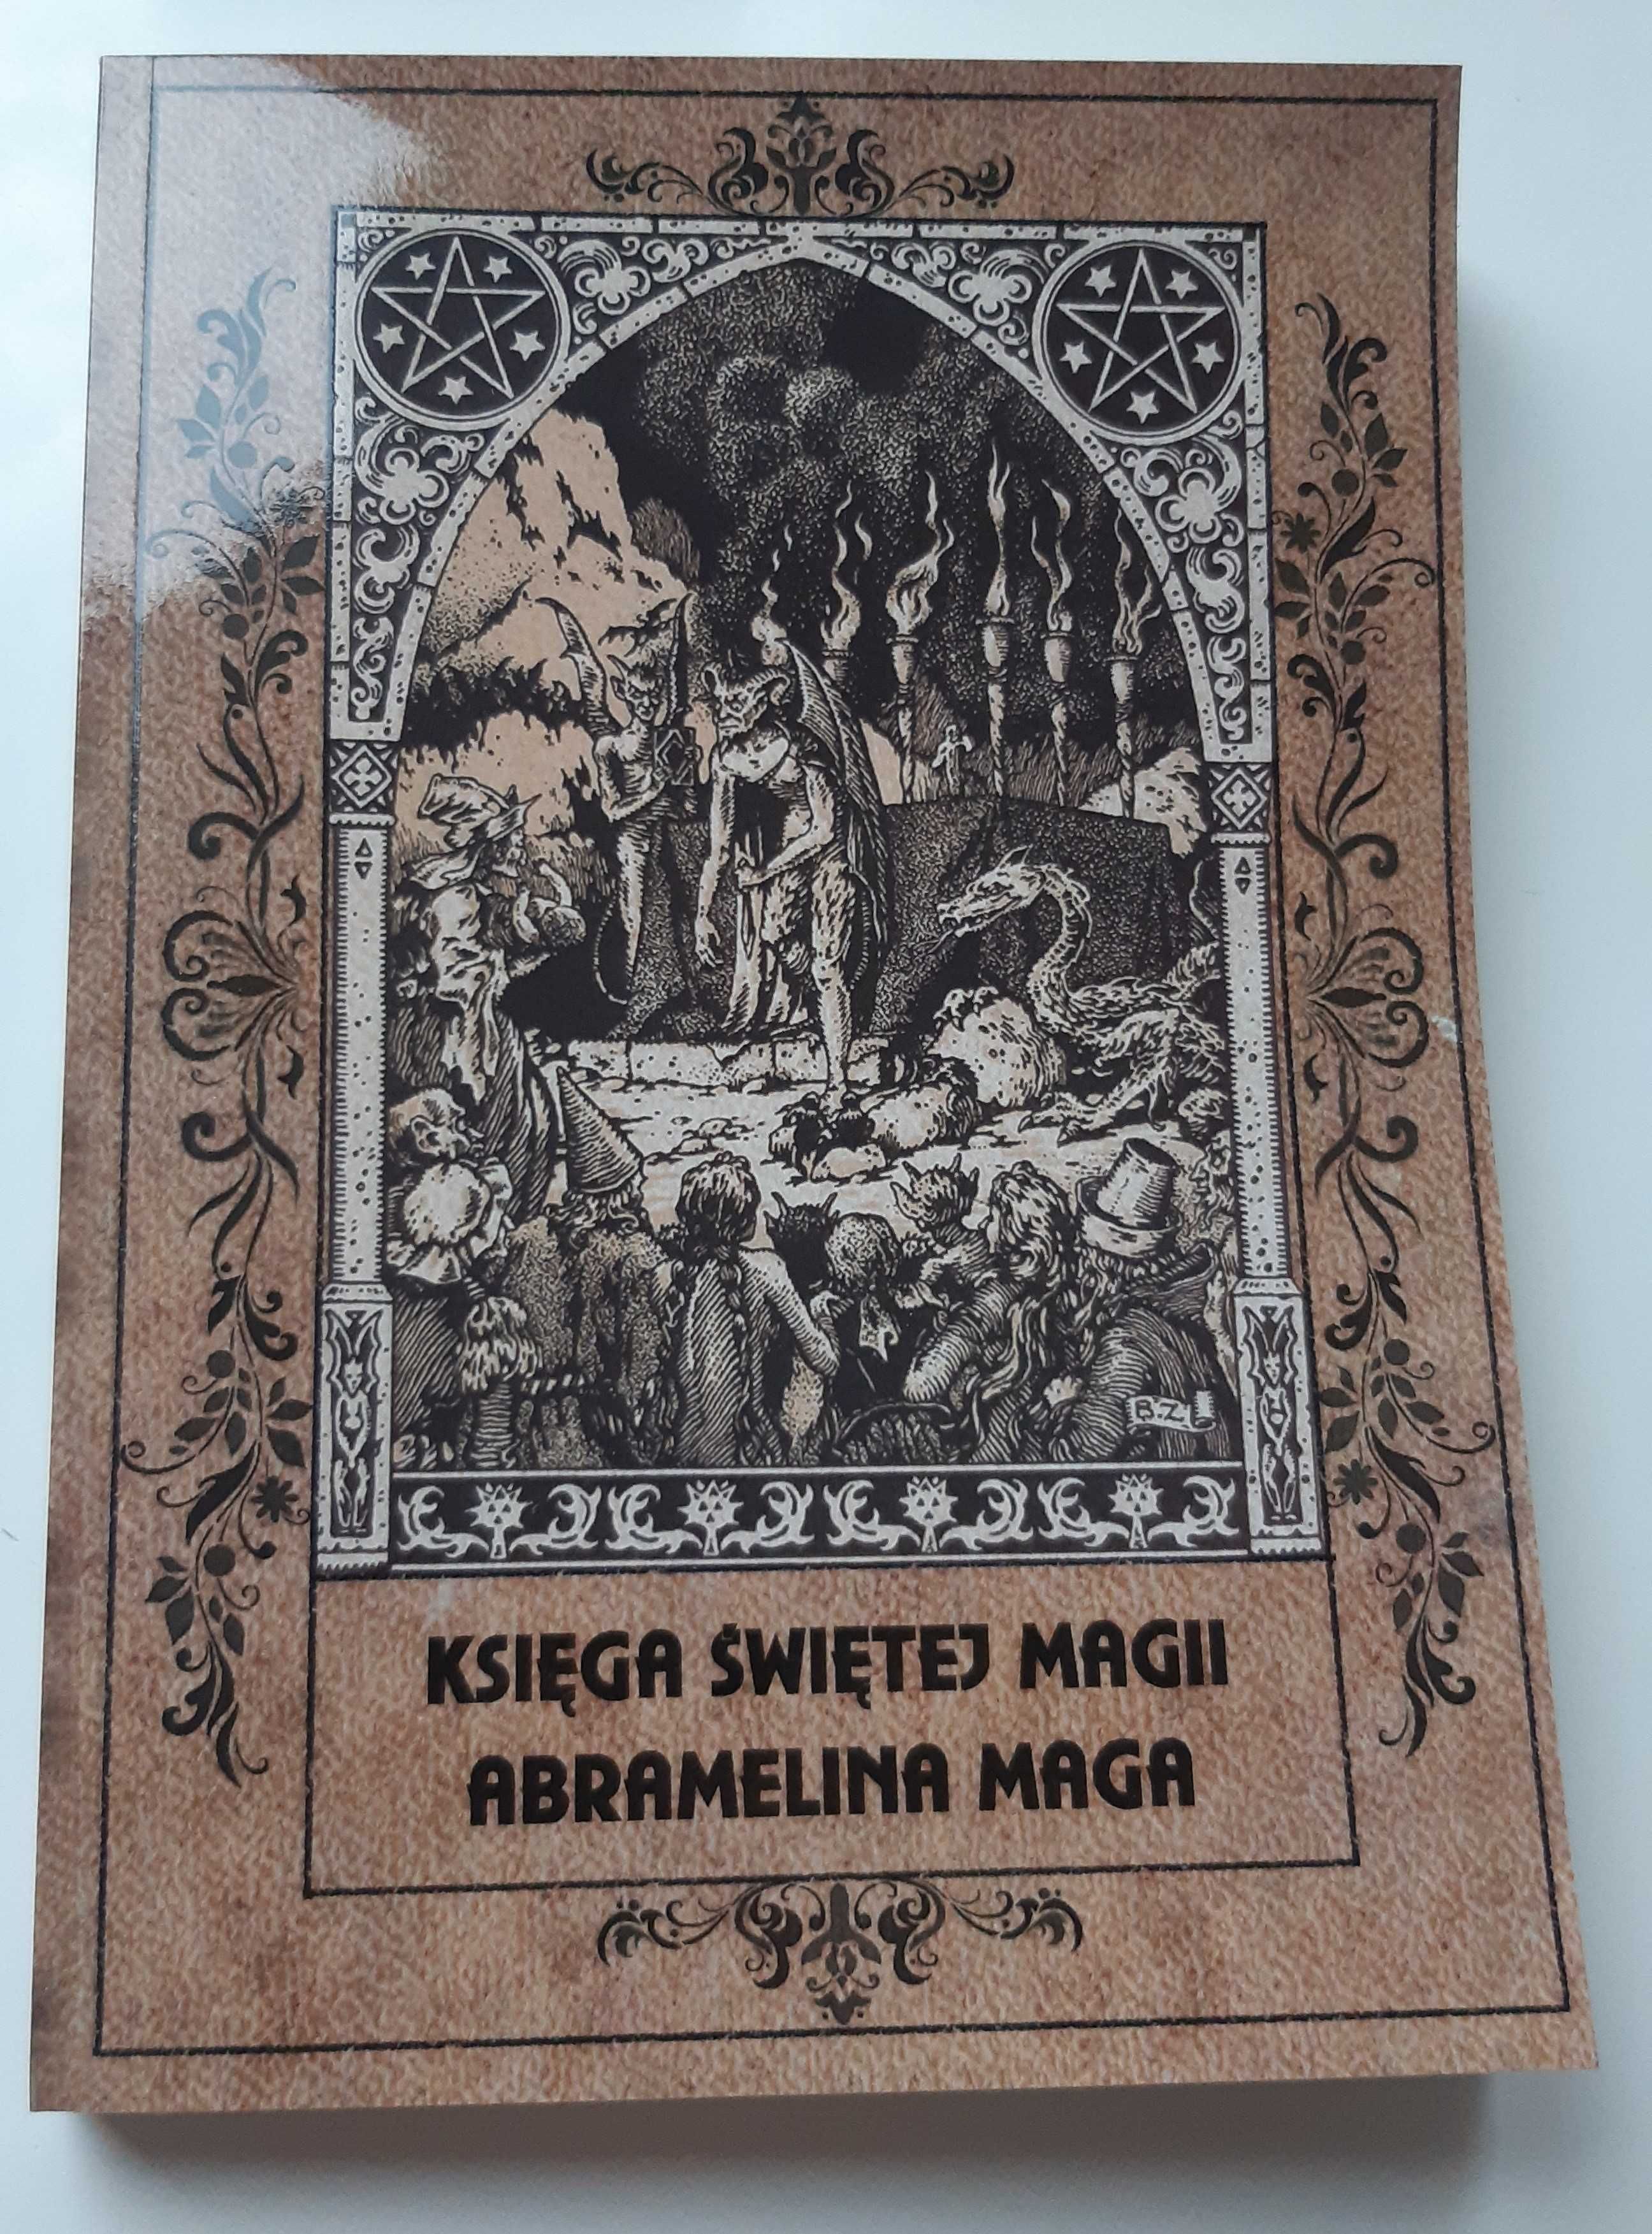 B.Z.
KSIĘGA ŚWIĘTEJ MAGII
ABRAMELINA MAGA